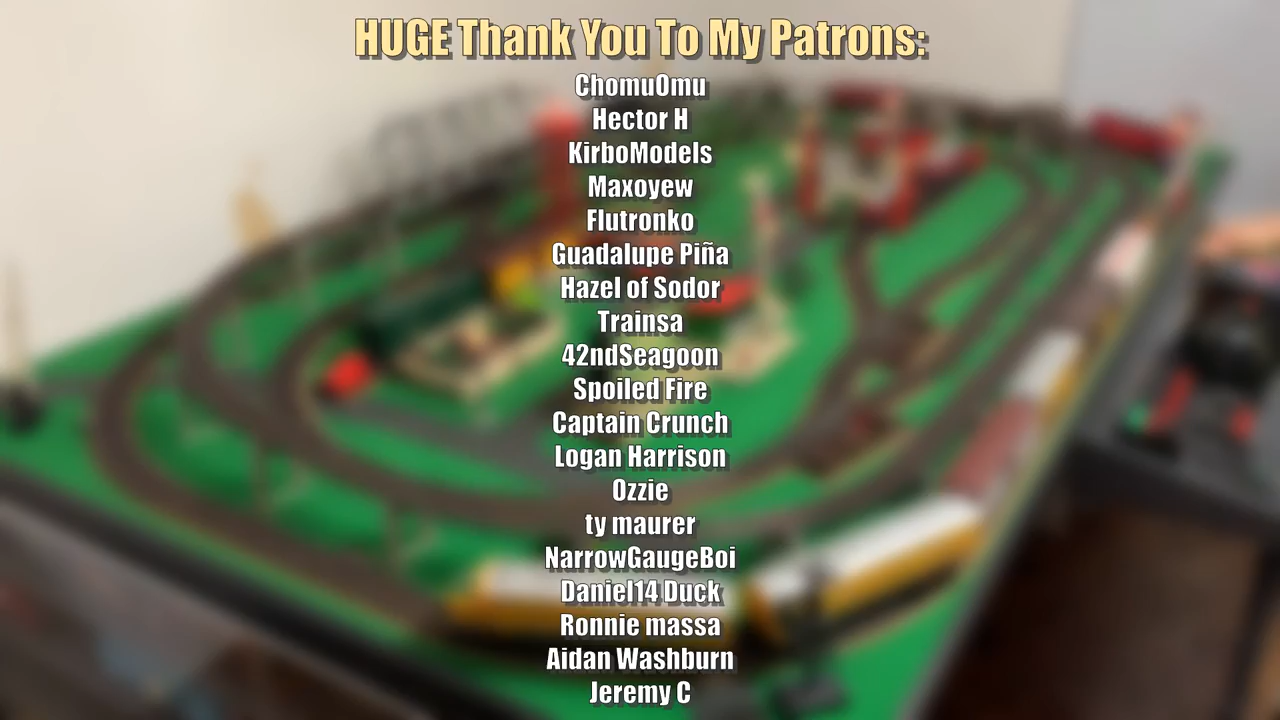 HUGE Thank You To My Patrons:
ChomuOmu
Hector H
KirboModels
Maxoyew
Flutronko
Guadalupe Piña
Hazel of Sodor
Trainsa
42ndSeagoon
Spoiled Fire
Captain Crunch
Logan Harrison
Ozzie
ty maurer
NarrowGaugeBoi
Daniel14 Duck
Ronnie massa
Aidan Washburn
Jeremy C